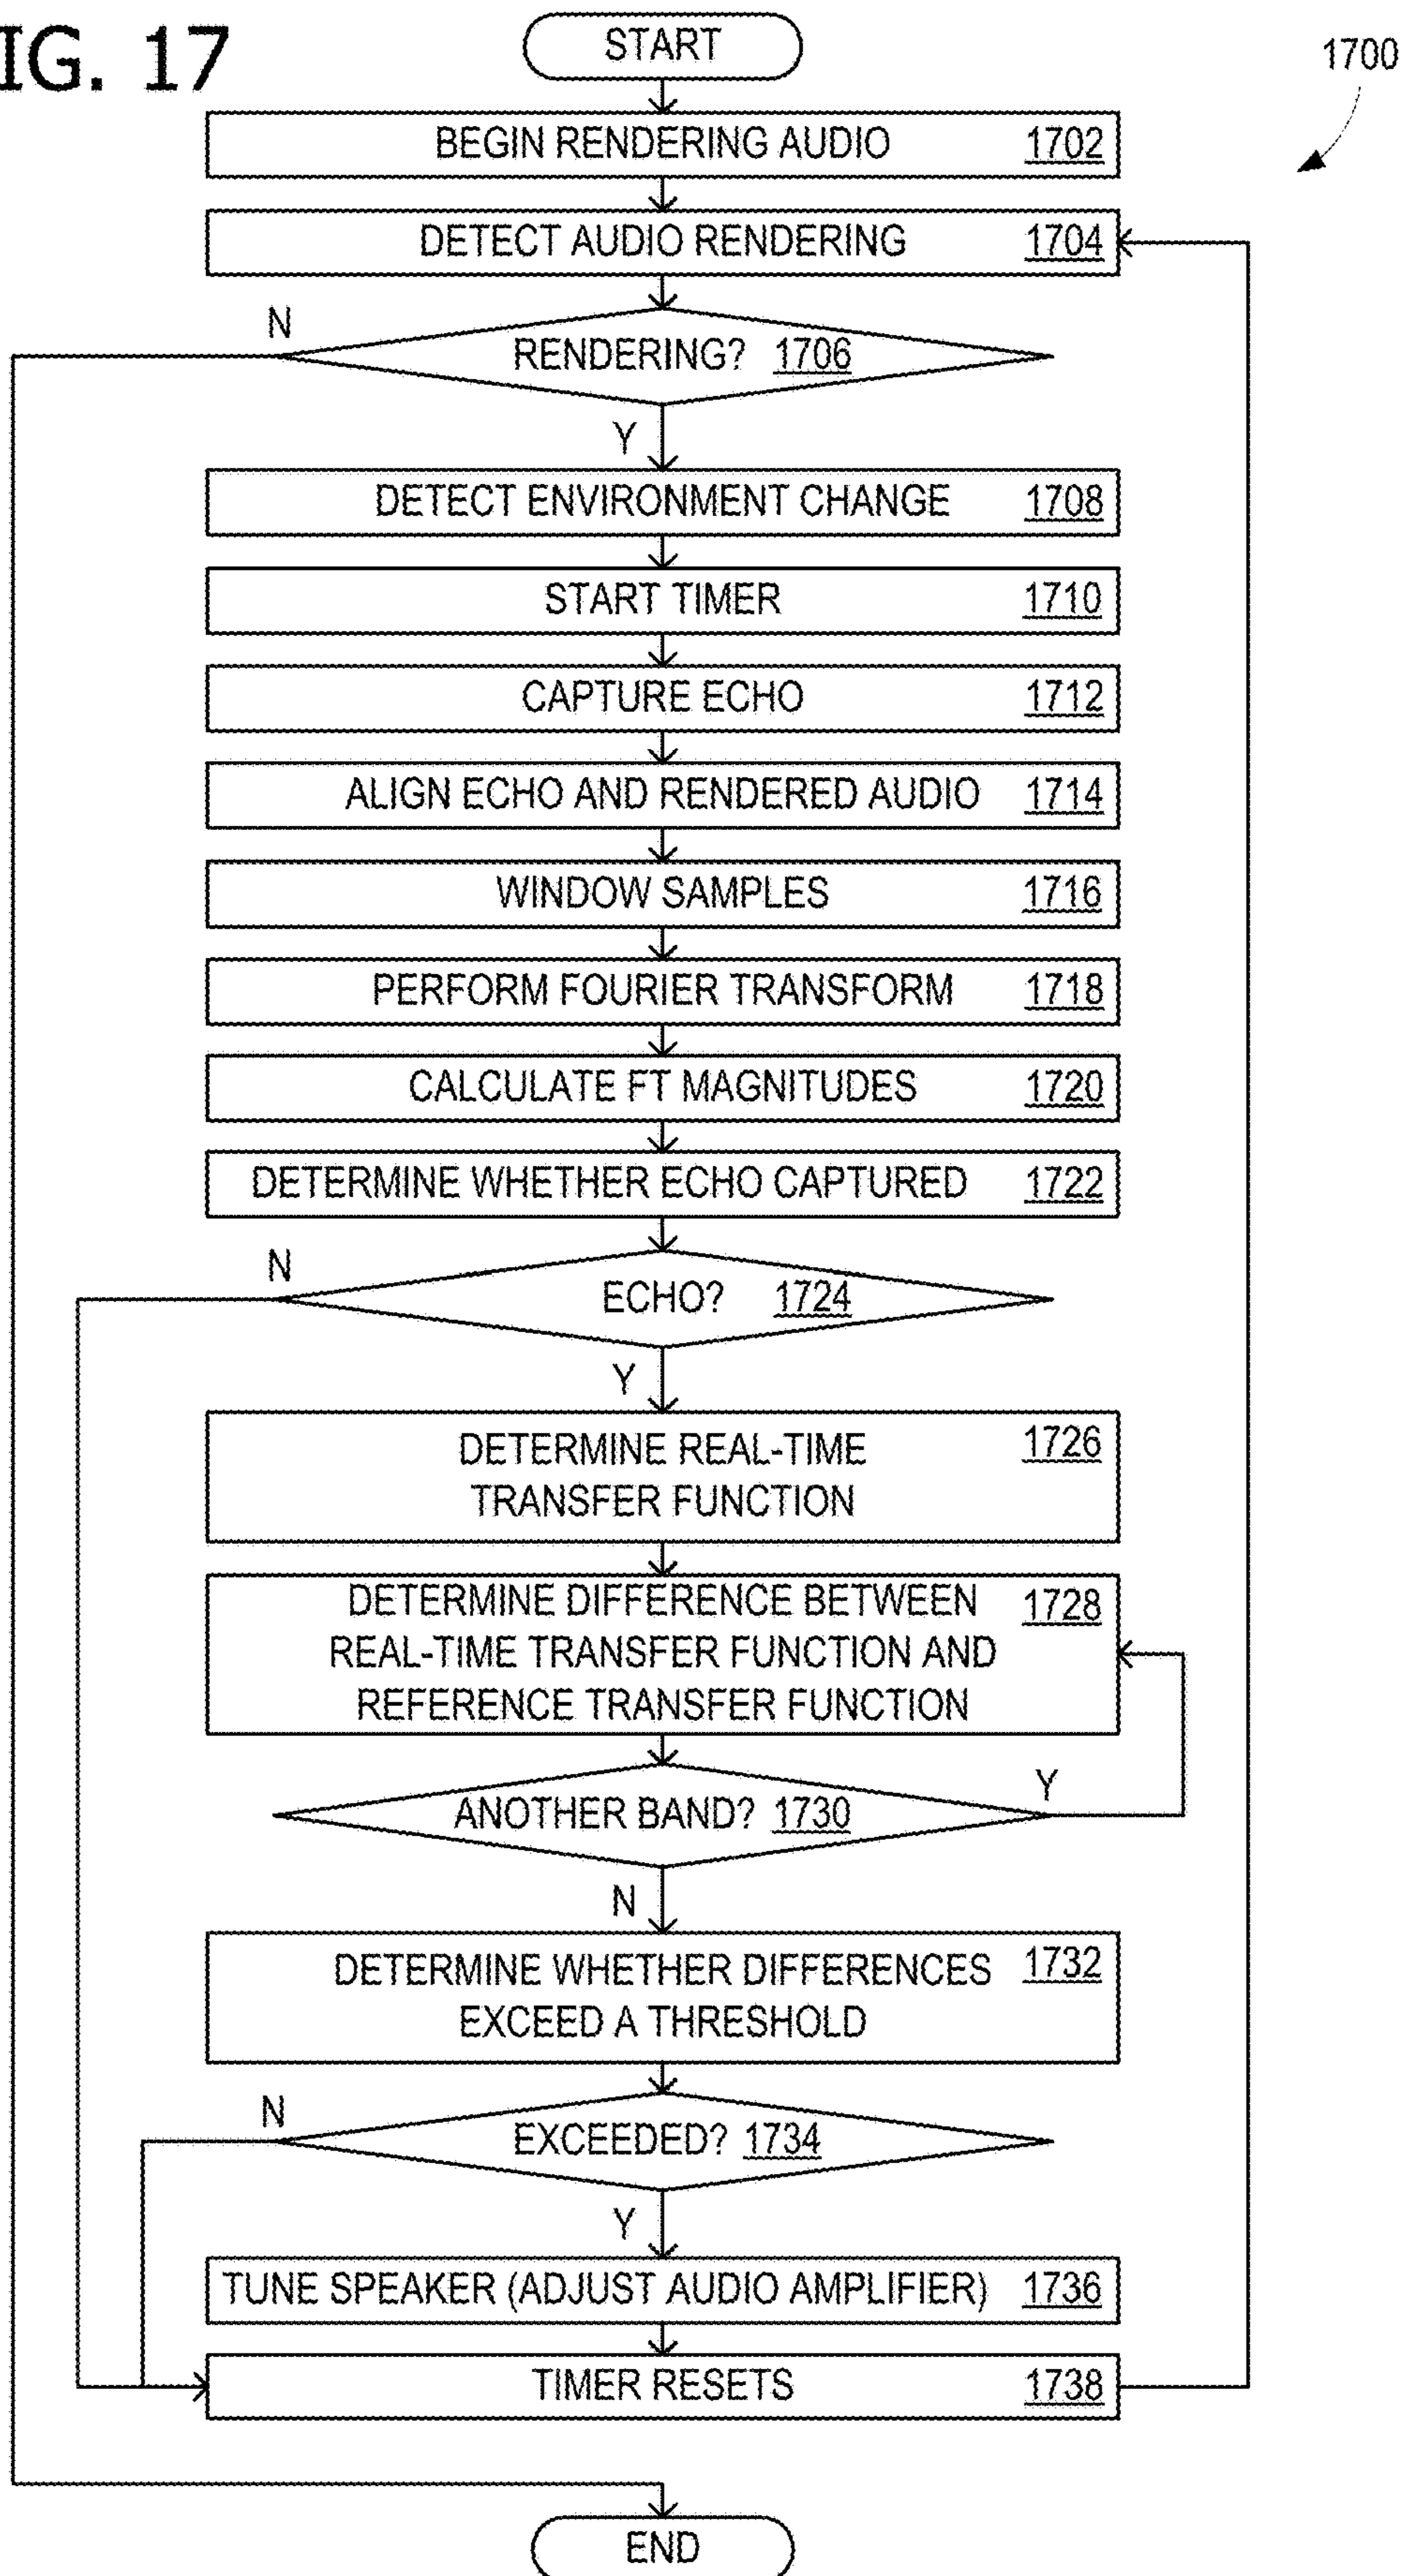 IG. 17
START
1700
BEGIN RENDERING AUDIO 1702
DETECT AUDIO RENDERING 1704
N
RENDERING? 1706
Y
DETECT ENVIRONMENT CHANGE 1708
START TIMER 1710
CAPTURE ECHO 1712
ALIGN ECHO AND RENDERED AUDIO 1714
WINDOW SAMPLES 1716
PERFORM FOURIER TRANSFORM 1718
CALCULATE FT MAGNITUDES 1720
DETERMINE WHETHER ECHO CAPTURED 1722
N
ECHO? 1724
Y
DETERMINE REAL-TIME 1726
TRANSFER FUNCTION
DETERMINE DIFFERENCE BETWEEN 1728
REAL-TIME TRANSFER FUNCTION AND
REFERENCE TRANSFER FUNCTION
Y
ANOTHER BAND? 1730
N
DETERMINE WHETHER DIFFERENCES 1732
EXCEED A THRESHOLD
N
EXCEEDED? 1734
Y
TUNE SPEAKER (ADJUST AUDIO AMPLIFIER) 1736
TIMER RESETS 1738
END